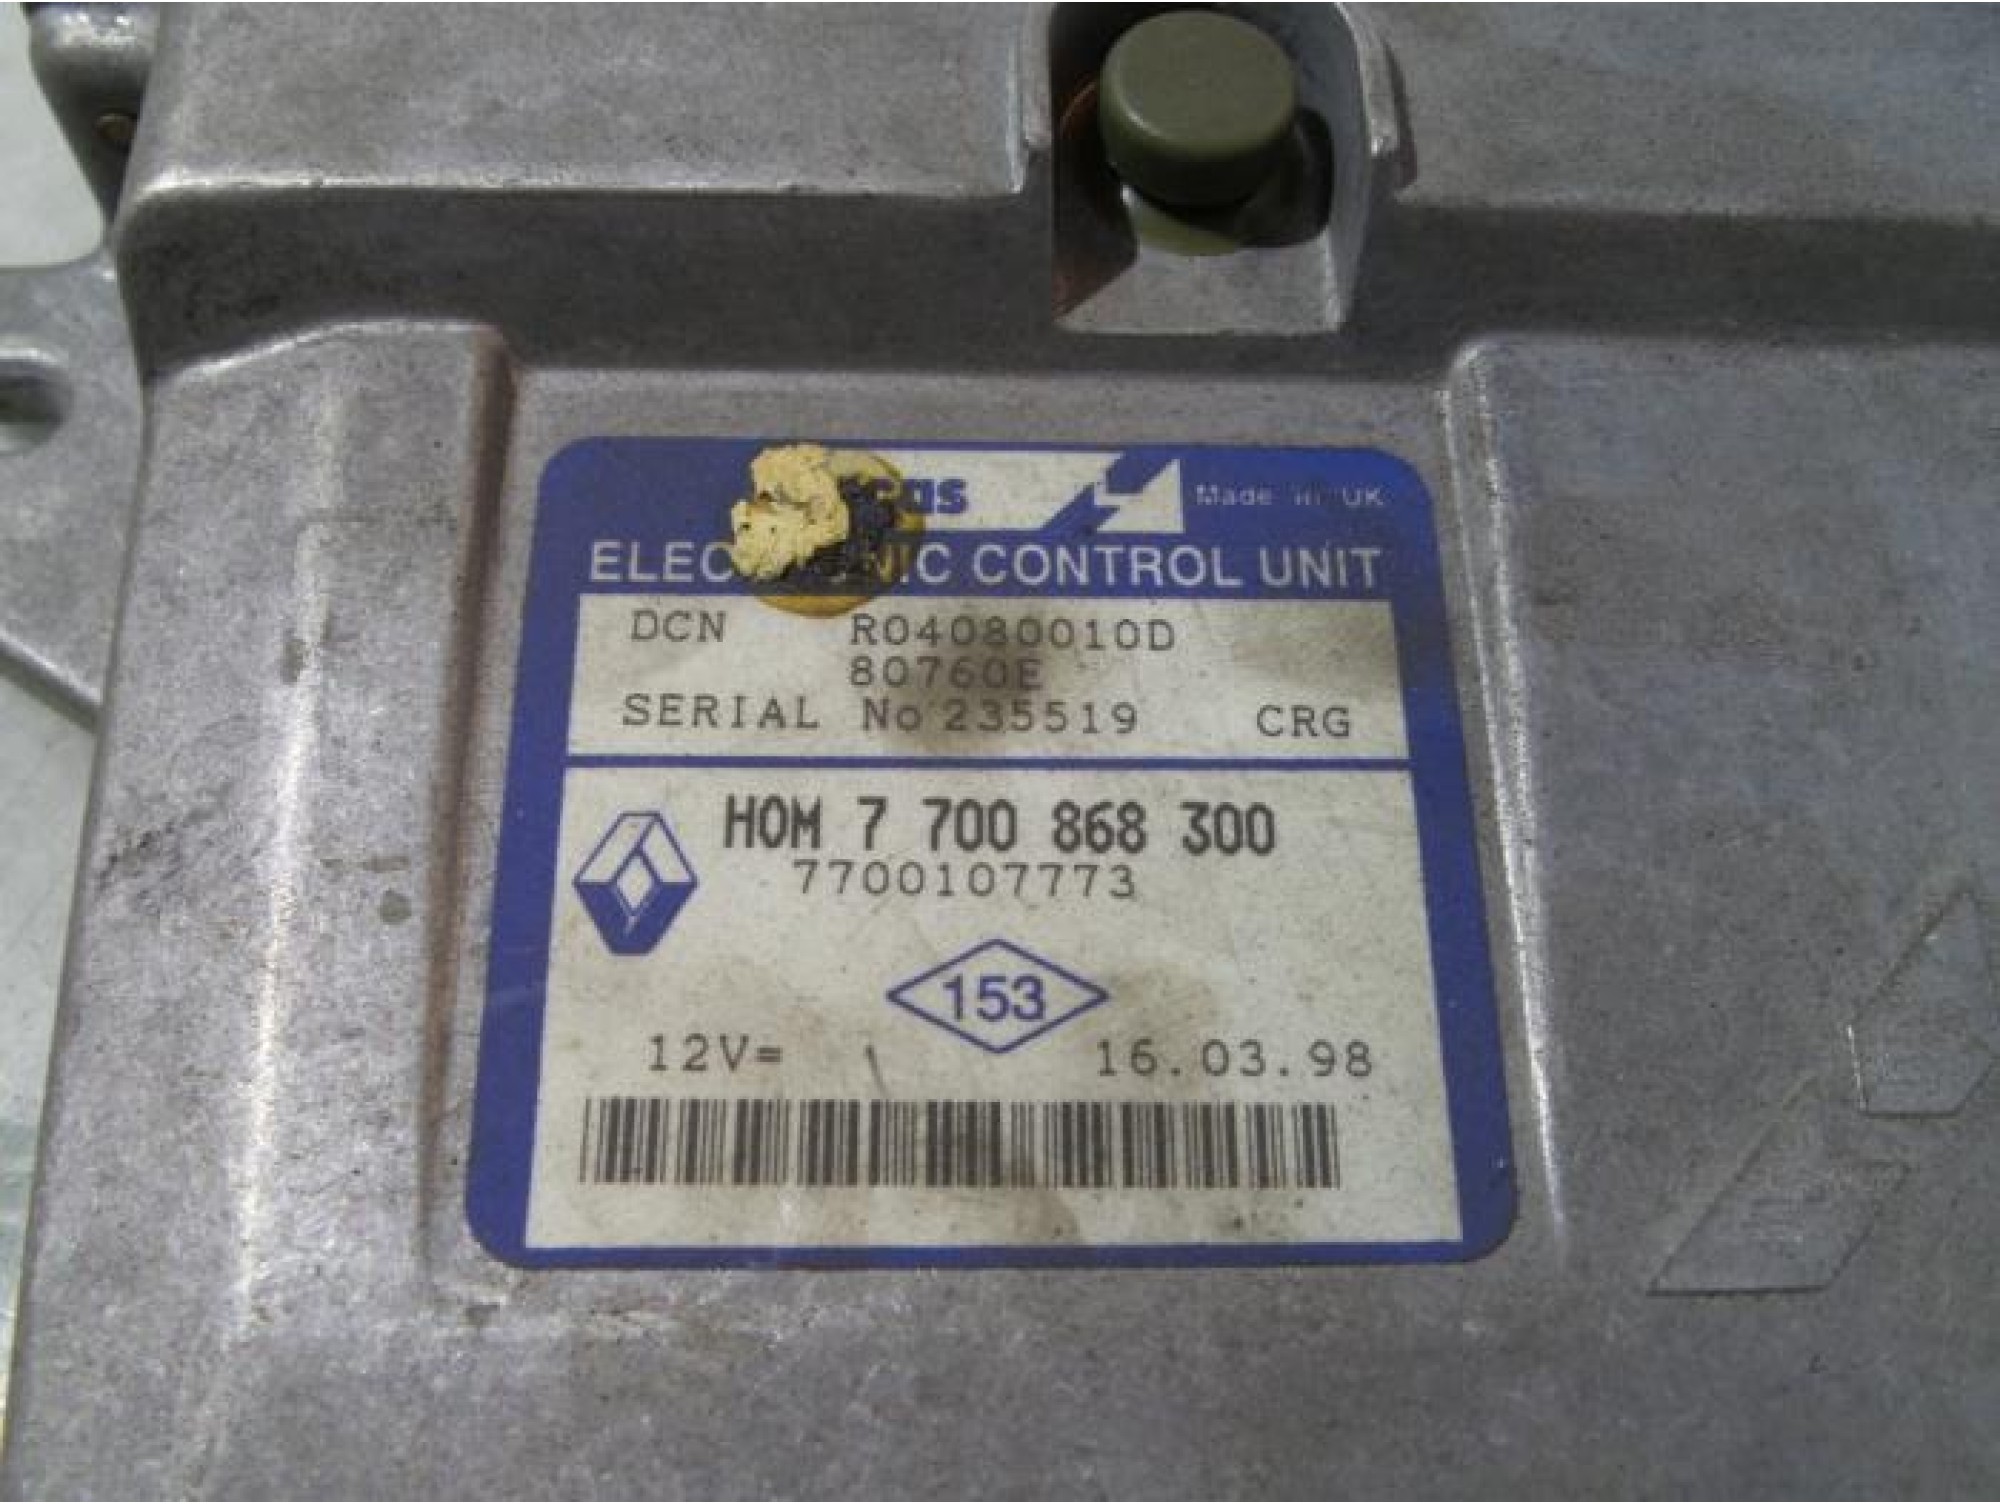 Made in UK
CONTROL UNIT
DCN R04080010D
80760E
SERIAL No 235519 CRG
HOM 7 700 868 300
7700107773
153
12V= 16.03.98